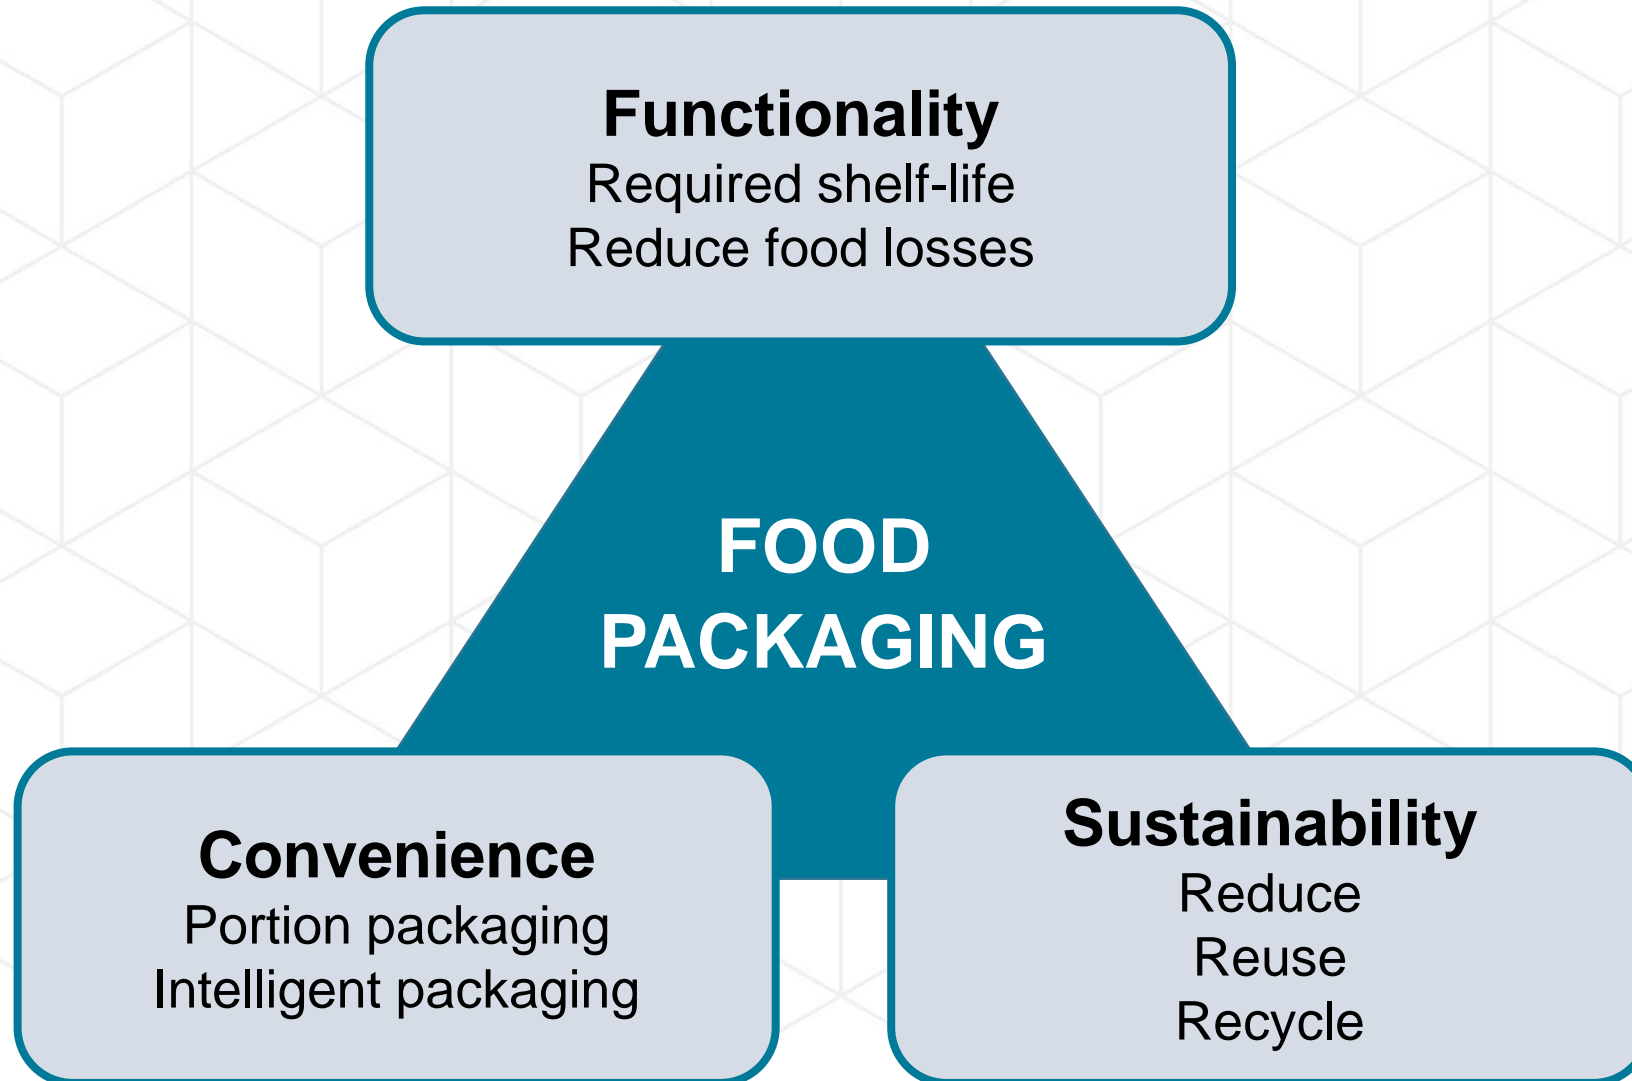 Functionality
Required shelf-life
Reduce food losses
FOOD
PACKAGING
Convenience
Portion packaging
Intelligent packaging
Sustainability
Reduce
Reuse
Recycle